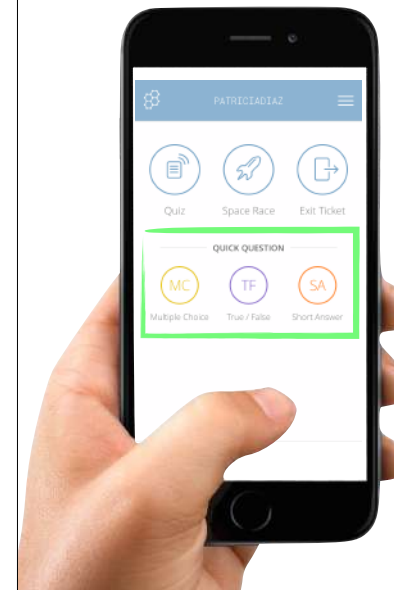 PATRICIADIAZ
Quiz Space Race Exit Ticket
QUICK QUESTION
MC TF SA
Multiple Choice True / False Short Answer